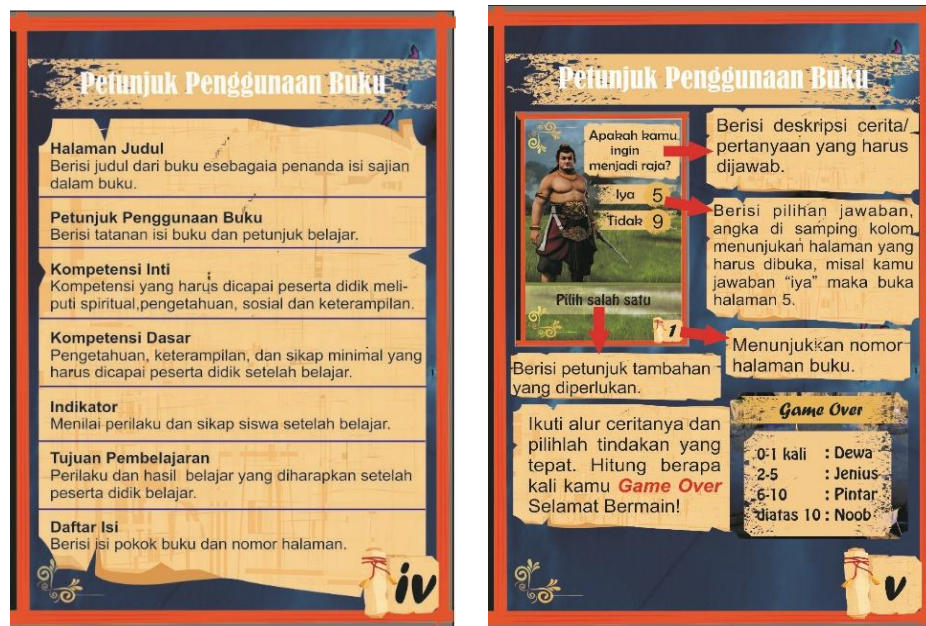 Petunjuk Penggunaan Buku
Halaman Judul
Berisi judul dari buku esebagaia penanda isi sajian
dalam buku.
Petunjuk Penggunaan Buku
Berisi tatanan isi buku dan petunjuk belajar.
Kompetensi Inti
Kompetensi yang harus dicapai peserta didik meli-
puti spiritual,pengetahuan, sosial dan keterampilan.
Kompetensi Dasar
Pengetahuan, keterampilan, dan sikap minimal yang
harus dicapai peserta didik setelah belajar.
Indikator
Menilai perilaku dan sikap siswa setelah belajar.
Tujuan Pembelajaran
Perilaku dan hasil belajar yang diharapkan setelah
peserta didik belajar.
Daftar Isi
Berisi isi pokok buku dan nomor halaman.
iv
Petunjuk Penggunaan Buku
Apakah kamu
ingin
menjadi raja?
Iya 5
Tidak 9
Pilih salah satu
1
Berisi deskripsi cerita/
pertanyaan yang harus
dijawab.
Berisi pilihan jawaban,
angka di samping kolom
menunjukan halaman yang
harus dibuka, misal kamu
jawaban "iya" maka buka
halaman 5.
Menunjukkan nomor
halaman buku.
Berisi petunjuk tambahan
yang diperlukan.
Ikuti alur ceritanya dan
pilihlah tindakan yang
tepat. Hitung berapa
kali kamu Game Over
Selamat Bermain!
Game Over
0-1 kali : Dewa
2-5 : Jenius
6-10 : Pintar
diatas 10 : Noob
v